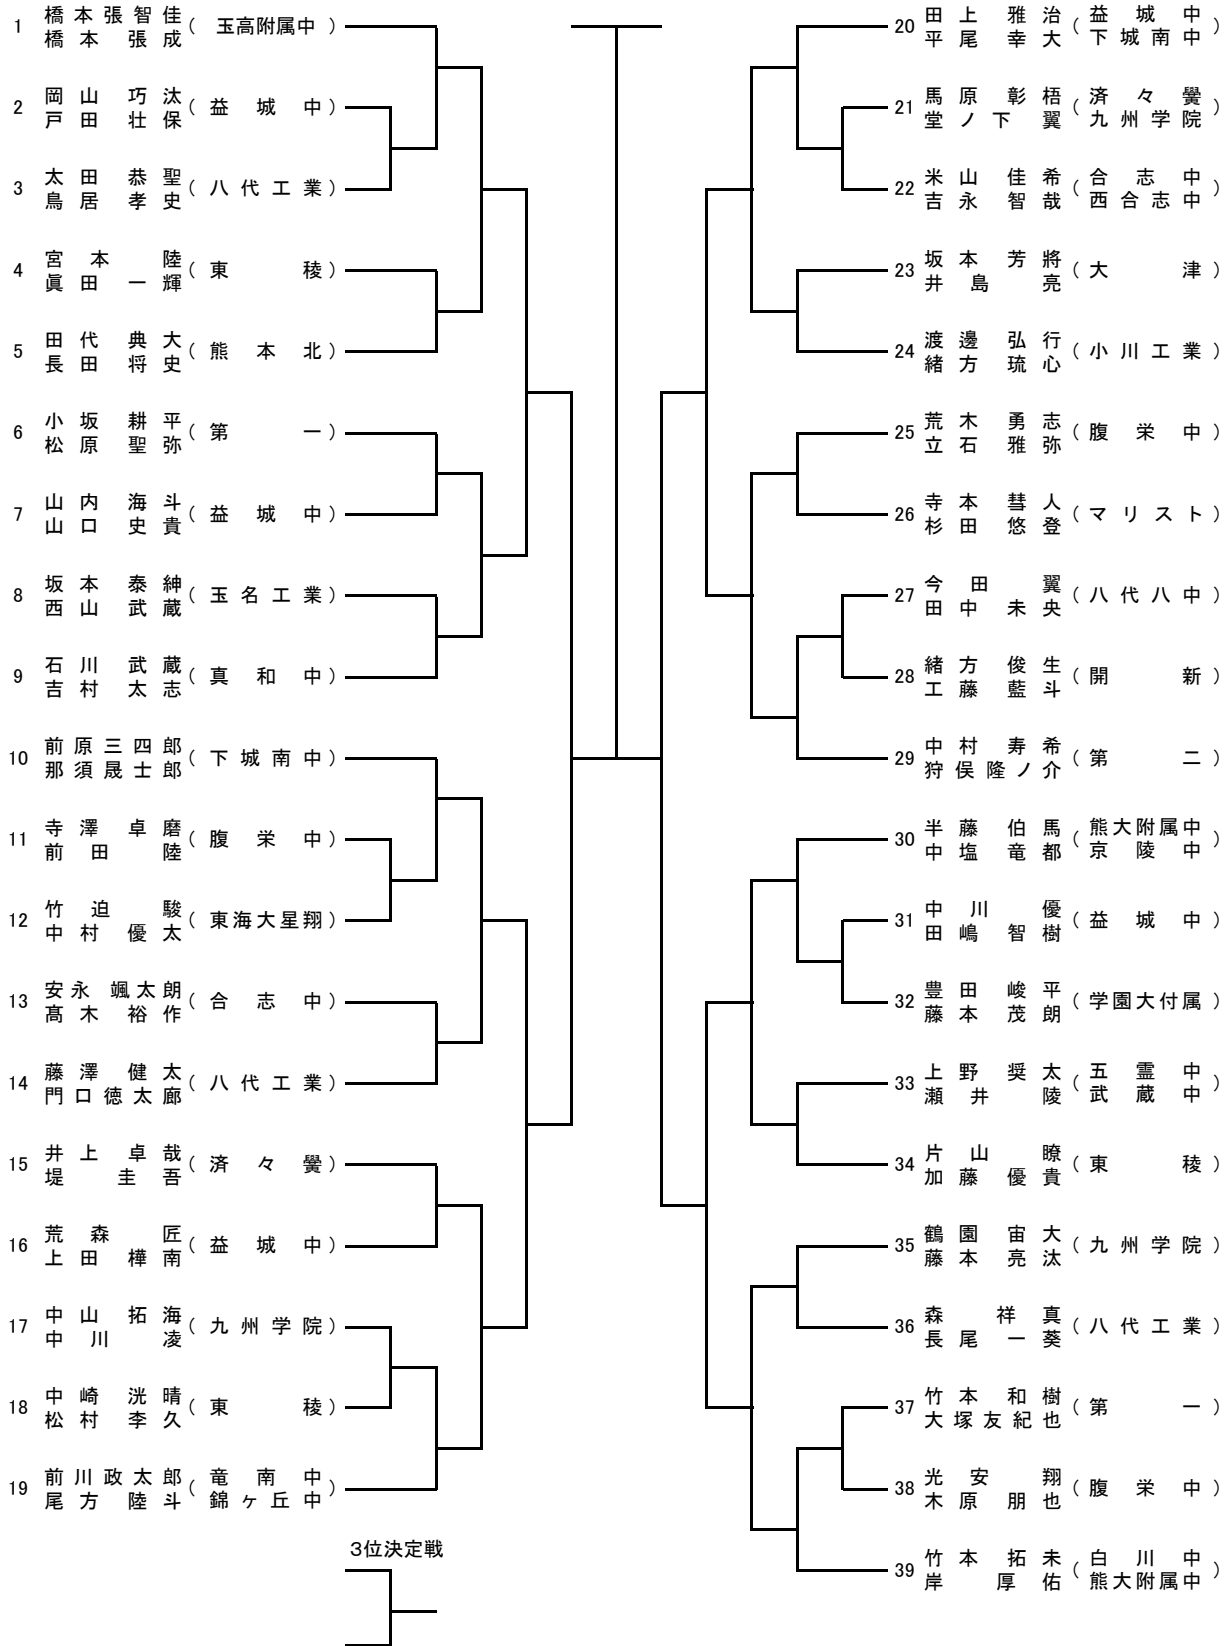 1 橋本張智佳 橋本張成 (玉高附属中)
2 岡山巧汰 戸田壮保 (益城中)
3 太田恭聖 鳥居孝史 (八代工業)
4 宮本陸 眞田一輝 (東稜)
5 田代典大 長田将史 (熊本北)
6 小坂耕平 松原聖弥 (第一)
7 山内海斗 山口史貴 (益城中)
8 坂本泰紳 西山武蔵 (玉名工業)
9 石川武蔵 吉村太志 (真和中)
10 前原三四郎 那須晟士郎 (下城南中)
11 寺澤卓磨 前田陸 (腹栄中)
12 竹迫駿 中村優太 (東海大星翔)
13 安永颯太朗 髙木裕作 (合志中)
14 藤澤健太 門口徳太廊 (八代工業)
15 井上卓哉 堤圭吾 (済々黌)
16 荒森匠 上田樺南 (益城中)
17 中山拓海 中川凌 (九州学院)
18 中崎洸晴 松村李久 (東稜)
19 前川政太郎 尾方陸斗 (竜南中 錦ヶ丘中)
3位決定戦
20 田上雅治 平尾幸大 (益城中 下城南中)
21 馬原彰梧 堂ノ下翼 (済々黌 九州学院)
22 米山佳希 吉永智哉 (合志中 西合志中)
23 坂本芳將 井島亮 (大津)
24 渡邊弘行 緒方琉心 (小川工業)
25 荒木勇志 立石雅弥 (腹栄中)
26 寺本彗人 杉田悠登 (マリスト)
27 今田翼 田中未央 (八代八中)
28 緒方俊生 工藤藍斗 (開新)
29 中村寿希 狩俣隆ノ介 (第二)
30 半藤伯馬 中塩竜都 (熊大附属中 京陵中)
31 中川優 田嶋智樹 (益城中)
32 豊田峻平 藤本茂朗 (学園大付属)
33 上野奨太 瀬井陵 (五霊中 武蔵中)
34 片山瞭 加藤優貴 (東稜)
35 鶴園宙大 藤本亮汰 (九州学院)
36 森祥真 長尾一葵 (八代工業)
37 竹本和樹 大塚友紀也 (第一)
38 光安翔 木原朋也 (腹栄中)
39 竹本拓未 岸厚佑 (白川中 熊大附属中)